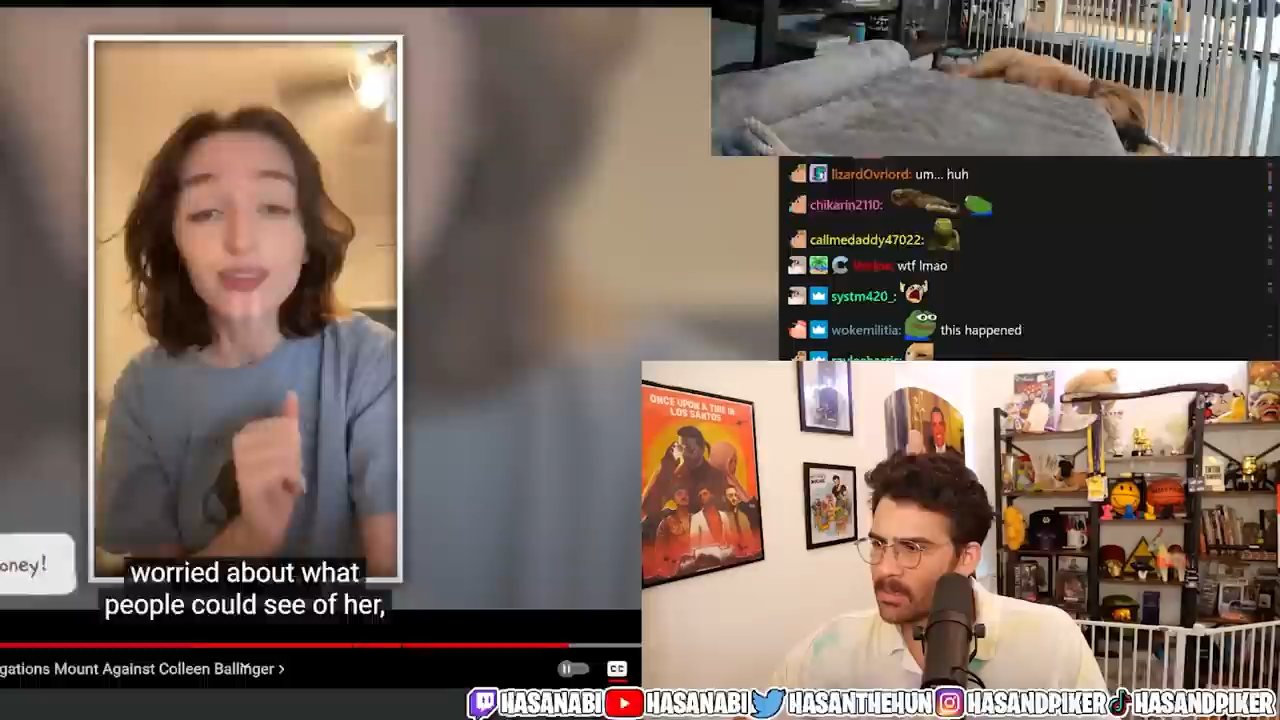 worried about what
people could see of her,
oney!
gations Mount Against Colleen Ballinger >
CC
lizardOvrlord: um... huh
chikarin2110:
callmedaddy47022:
wtf lmao
systm420_:
wokemilitia: this happened
ONCE UPON A TIME IN
LOS SANTOS
HASANABI HASANABI HASANTHEHUN HASANDPIKER HASANDPIKER